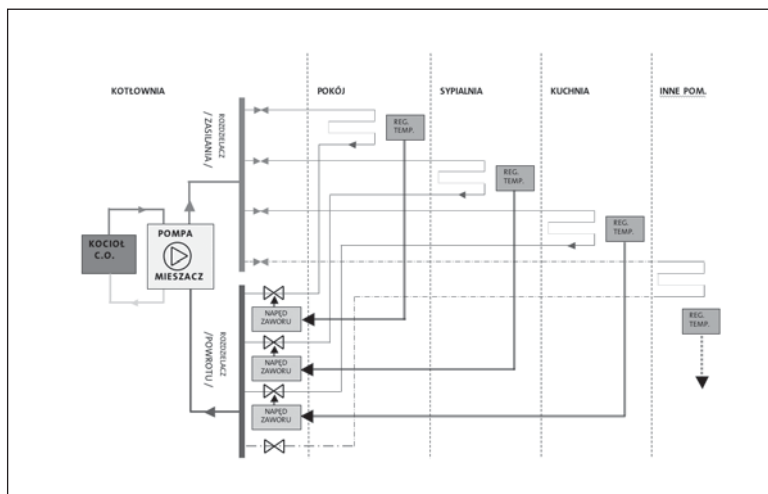 KOTŁOWNIA
POKÓJ
SYPIALNIA
KUCHNIA
INNE POM.
ROZDZIELACZ
/ ZASILANIA /
REG.
TEMP.
REG.
TEMP.
REG.
TEMP.
KOCIOŁ
C.O.
POMPA
MIESZACZ
ROZDZIELACZ
/POWROTU /
NAPĘD
ZAWORU
NAPĘD
ZAWORU
NAPĘD
ZAWORU
REG.
TEMP.